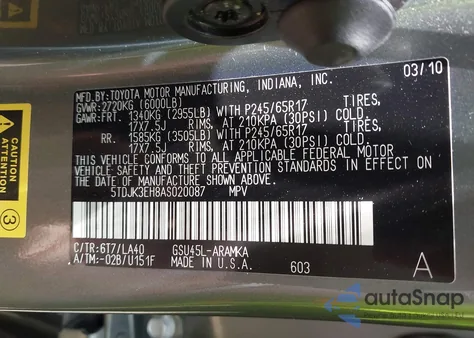 MFD.BY:TOYOTA MOTOR MANUFACTURING, INDIANA, INC. 03/10
GVWR:2720KG (6000LB)
GAWR:FRT. 1340KG (2955LB) WITH P245/65R17 TIRES,
17X7.5J RIMS, AT 210KPA (30PSI) COLD.
RR. 1585KG (3505LB) WITH P245/65R17 TIRES,
17X7.5J RIMS, AT 210KPA (30PSI) COLD.
THIS VEHICLE CONFORMS TO ALL APPLICABLE FEDERAL MOTOR
VEHICLE SAFETY AND THEFT PREVENTION STANDARDS IN EFFECT ON
THE DATE OF MANUFACTURE SHOWN ABOVE.
5TDJK3EH8AS020087 MPV
C/TR:6T7/LA40 GSU45L-ARAMKA
A/TM:-02B/U151F MADE IN U.S.A. 603 A
3
autoSnap